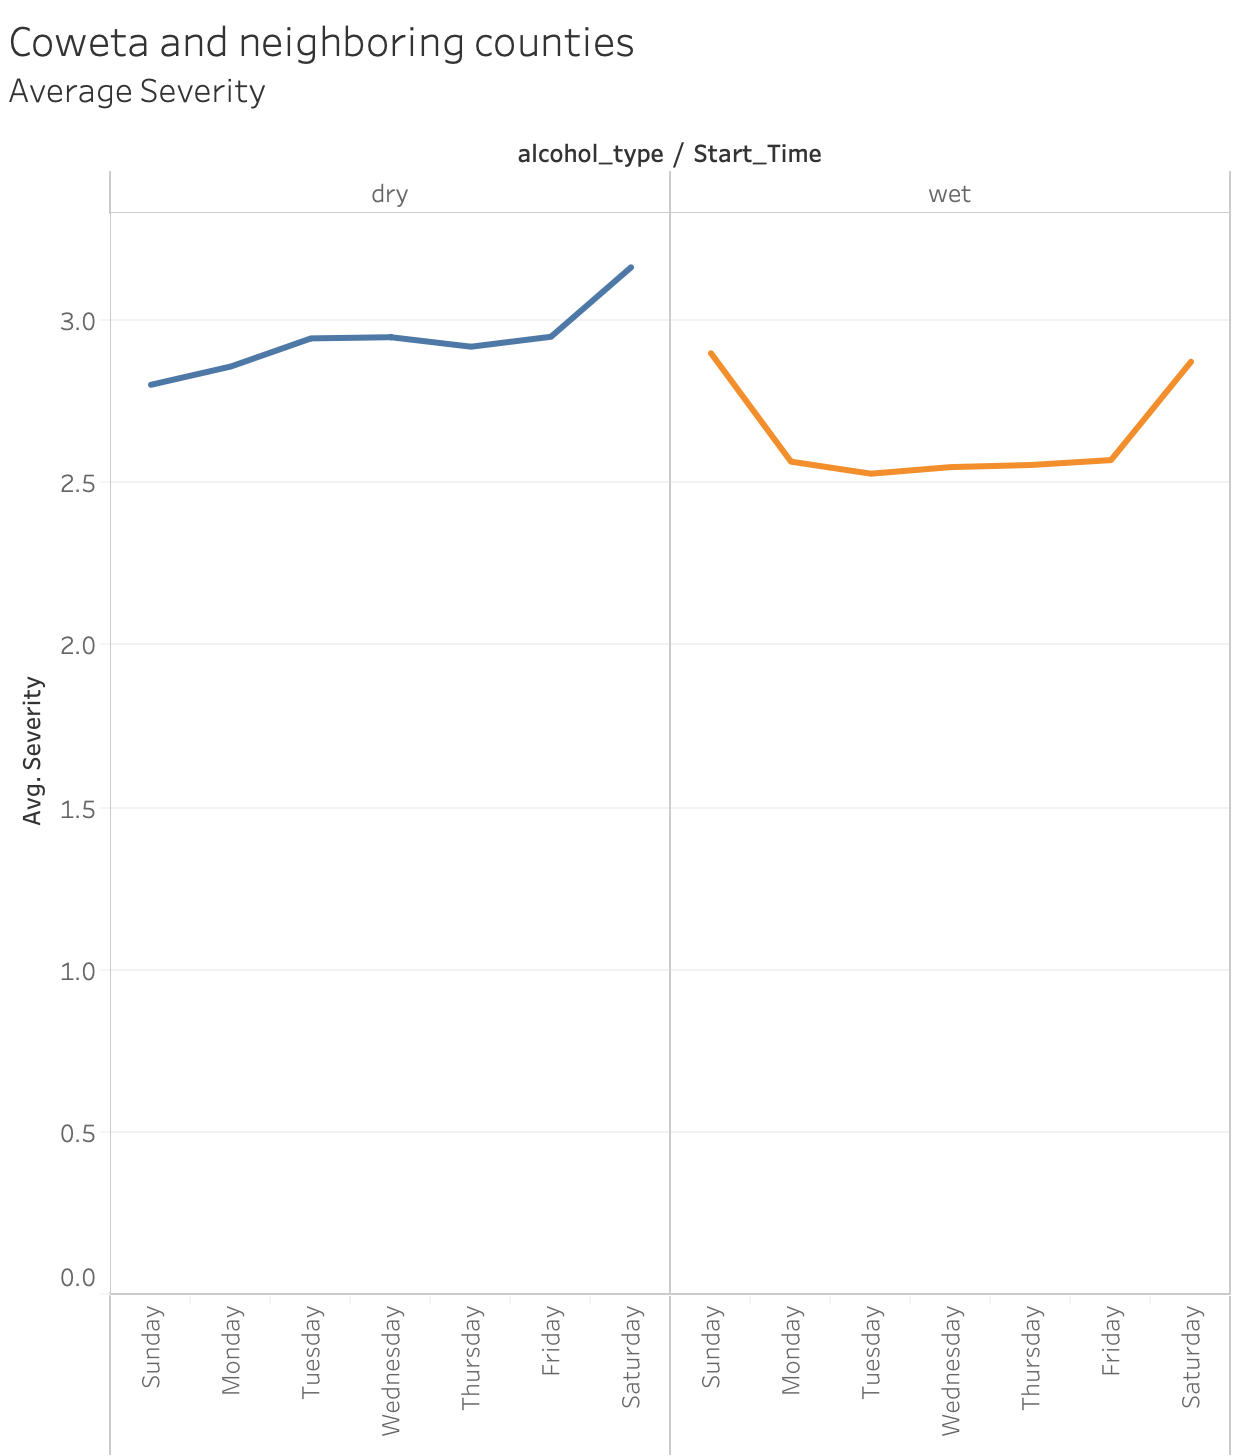 Coweta and neighboring counties
Average Severity
alcohol_type / Start_Time
dry
wet
3.0
2.5
2.0
1.5
1.0
0.5
0.0
Avg. Severity
Sunday
Monday
Tuesday
Wednesday
Thursday
Friday
Saturday
Sunday
Monday
Tuesday
Wednesday
Thursday
Friday
Saturday